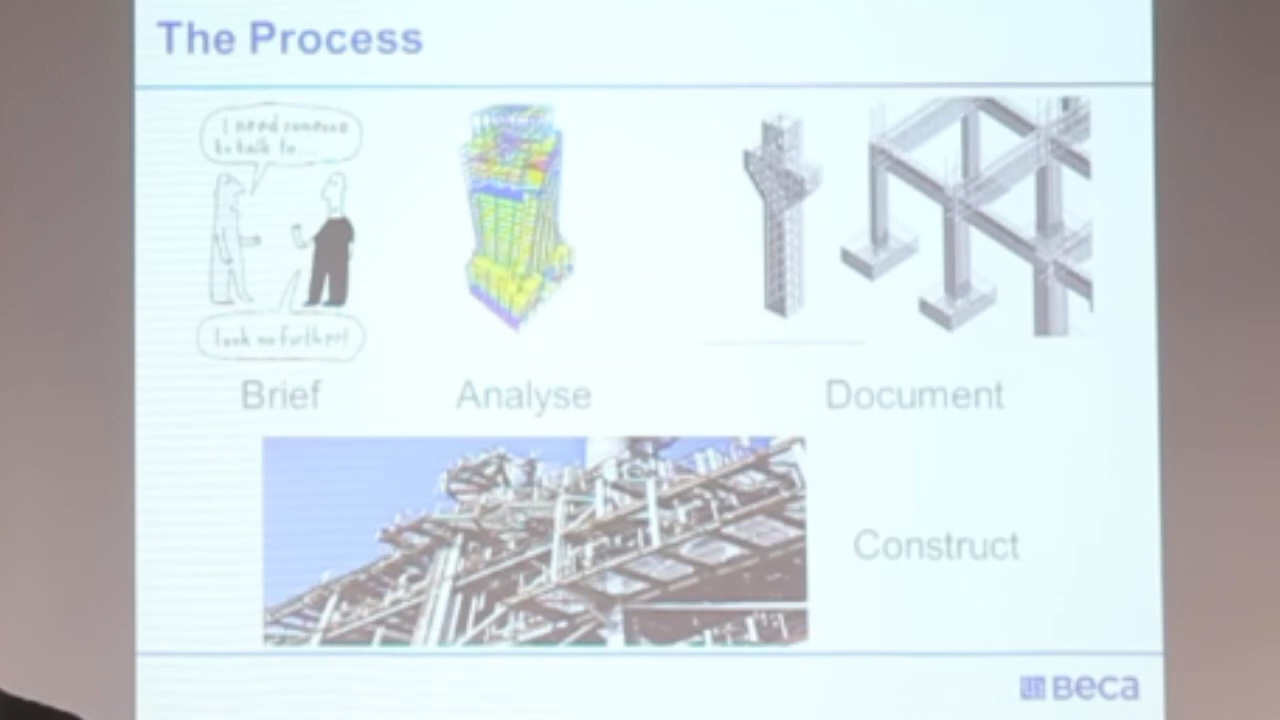 The Process
I need someone
to talk to...
look no further!
Brief
Analyse
Document
Construct
Beca